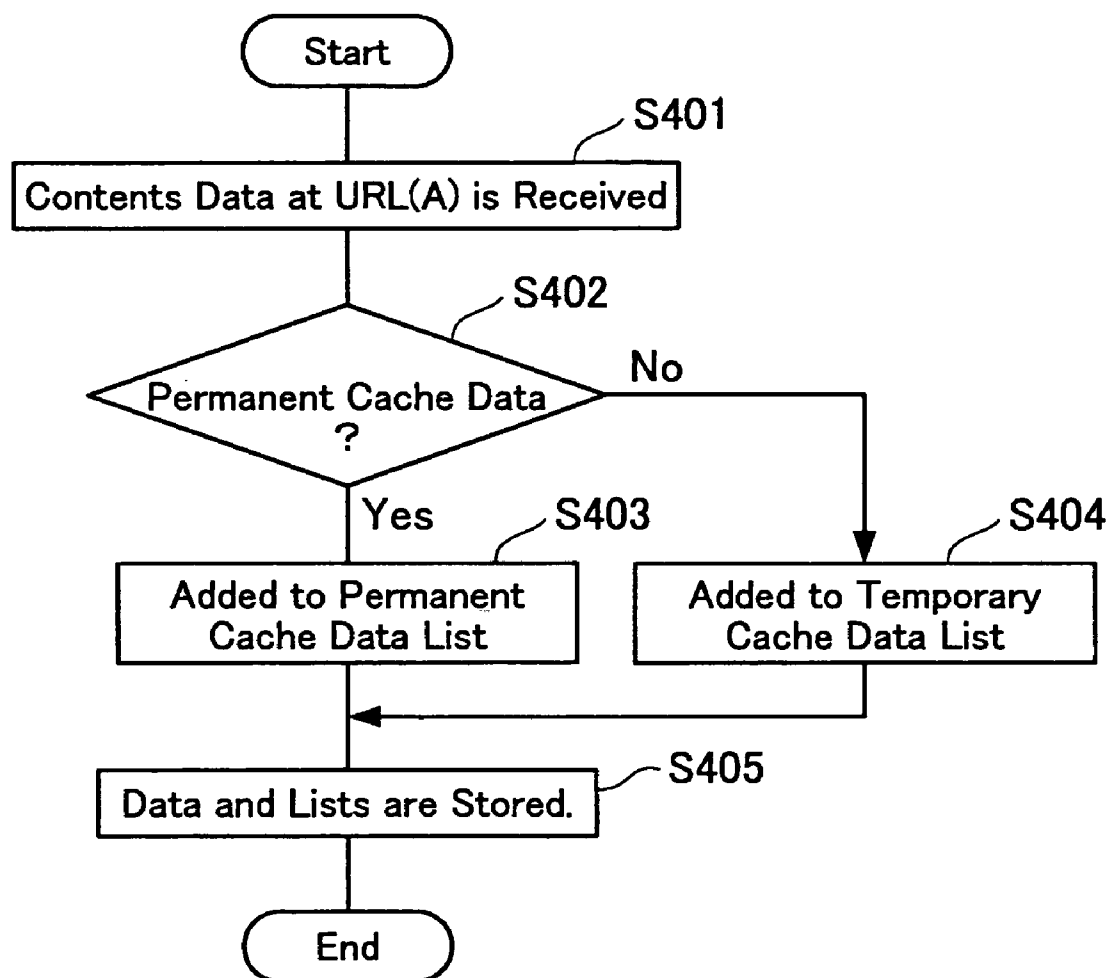 Start
S401
Contents Data at URL(A) is Received
S402
No
Permanent Cache Data
?
Yes
S403
S404
Added to Permanent
Cache Data List
Added to Temporary
Cache Data List
S405
Data and Lists are Stored.
End